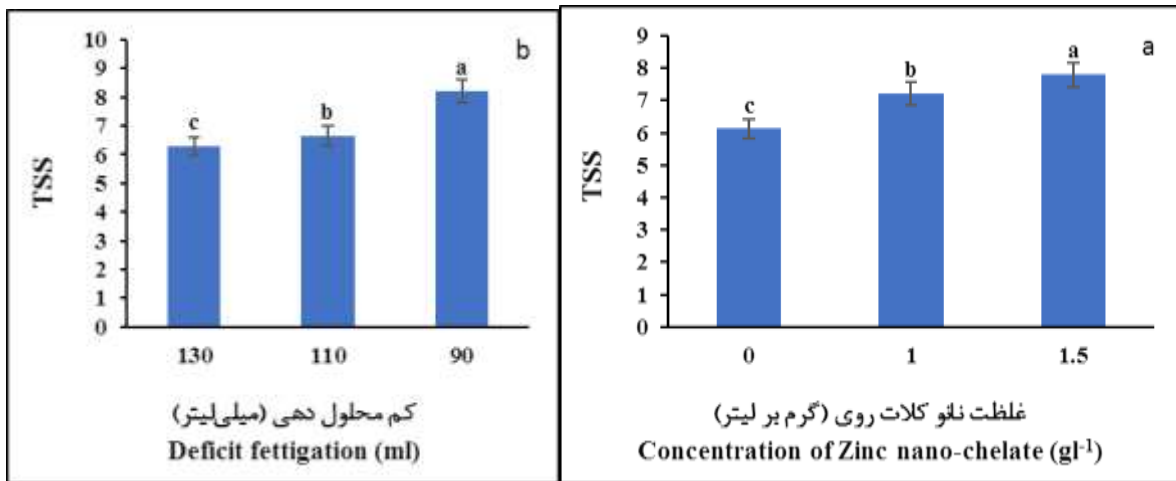 b
10
9
8
7
6
5
4
3
2
1
0
TSS
c
b
a
130
110
90
کم محلول دهی (میلی‌لیتر)
Deficit fettigation (ml)
a
9
8
7
6
5
4
3
2
1
0
TSS
c
b
a
0
1
1.5
غلظت نانو کلات روی (گرم بر لیتر)
Concentration of Zinc nano-chelate (gl⁻¹)